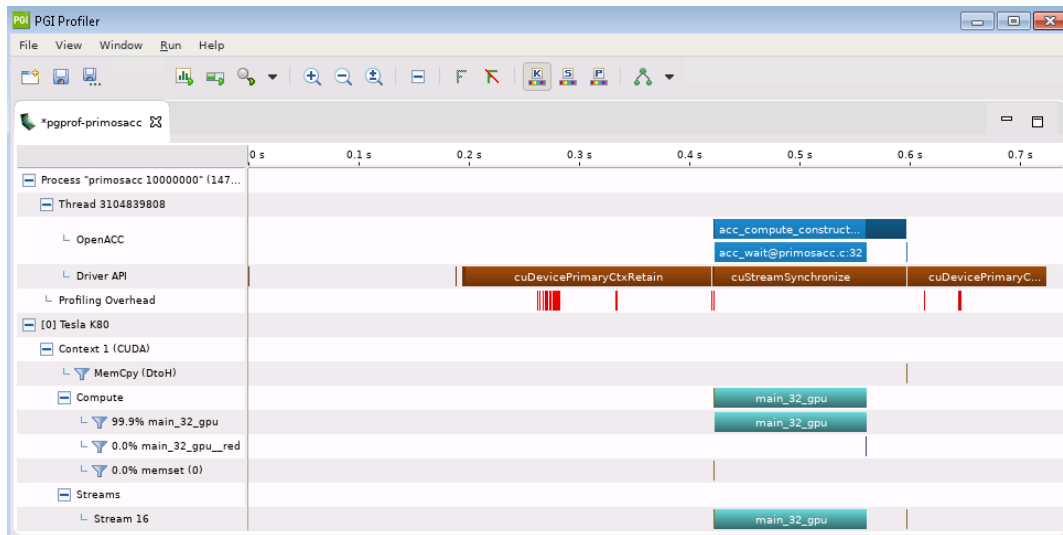 PGI PGI Profiler
File View Window Run Help
K S P
*pgprof-primosacc
0 s 0.1 s 0.2 s 0.3 s 0.4 s 0.5 s 0.6 s 0.7 s
Process "primosacc 10000000" (147...
Thread 3104839808
OpenACC acc_compute_construct...
acc_wait@primosacc.c:32
Driver API cuDevicePrimaryCtxRetain cuStreamSynchronize cuDevicePrimaryC...
Profiling Overhead
[0] Tesla K80
Context 1 (CUDA)
MemCpy (DtoH)
Compute main_32_gpu
99.9% main_32_gpu main_32_gpu
0.0% main_32_gpu__red
0.0% memset (0)
Streams
Stream 16 main_32_gpu